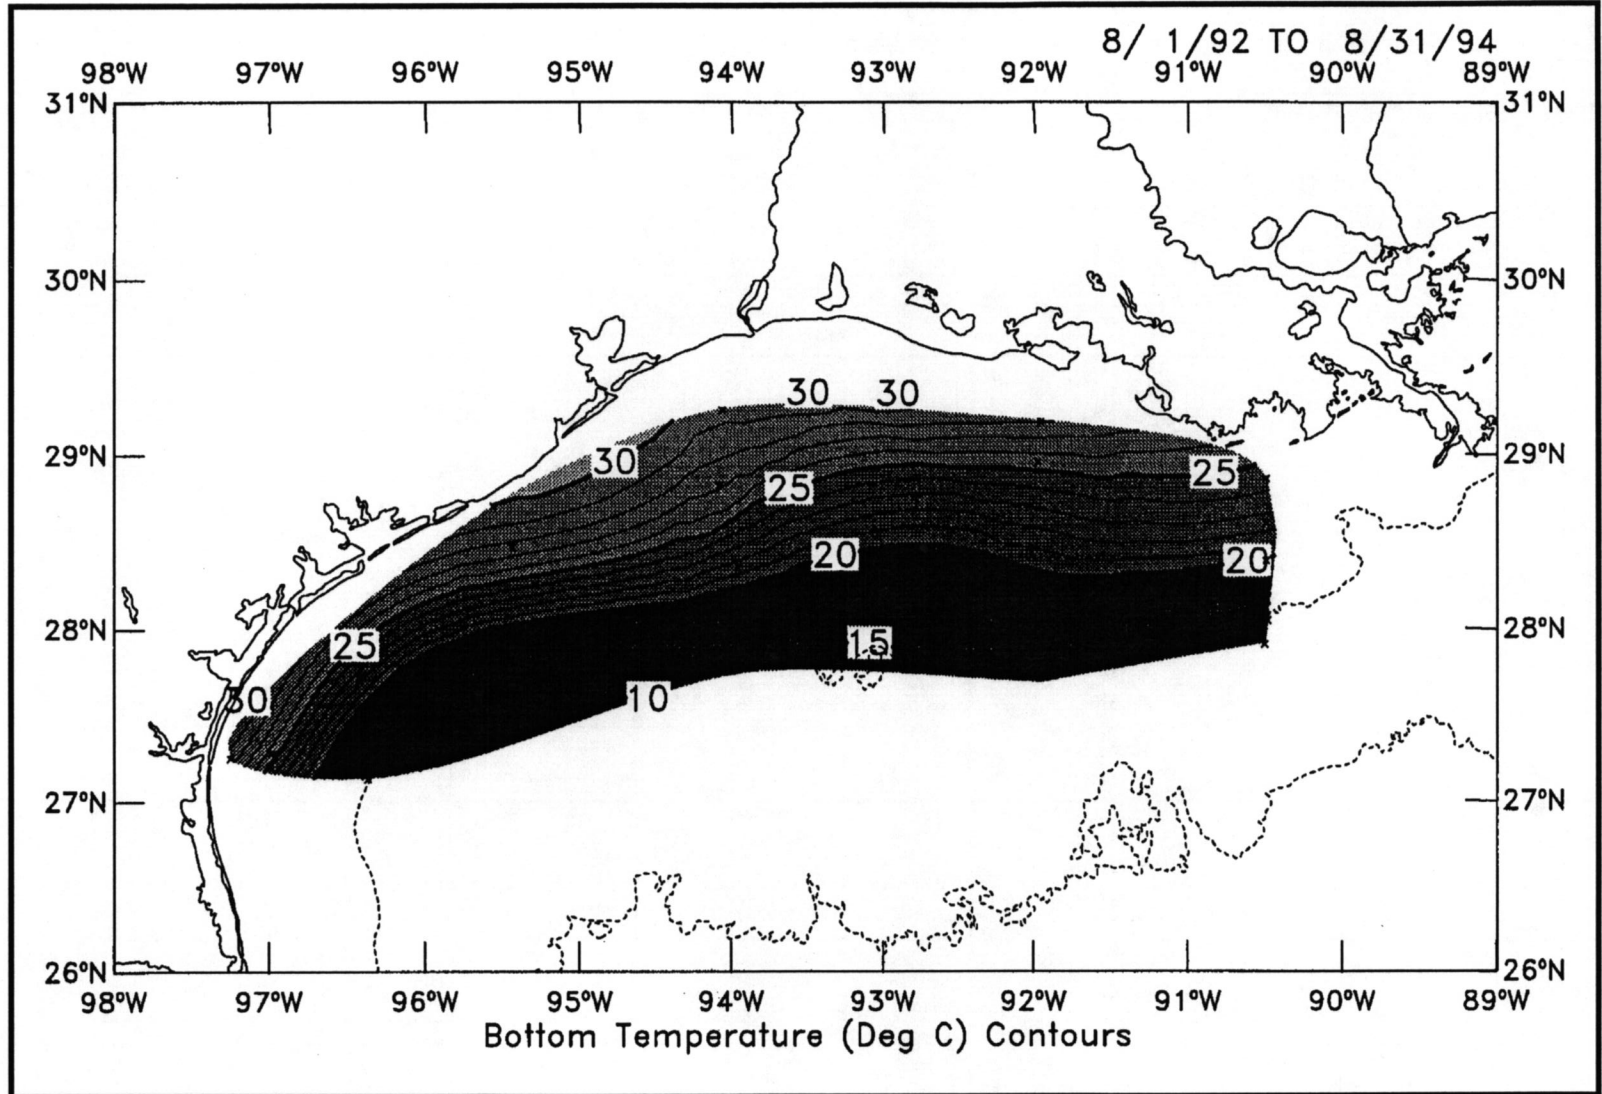 8/ 1/92 TO 8/31/94
98°W 97°W 96°W 95°W 94°W 93°W 92°W 91°W 90°W 89°W
31°N 31°N
30°N 30°N
30 30
29°N 29°N
30
25 25
20 20
28°N 28°N
25 15
30 10
27°N 27°N
26°N 26°N
98°W 97°W 96°W 95°W 94°W 93°W 92°W 91°W 90°W 89°W
Bottom Temperature (Deg C) Contours